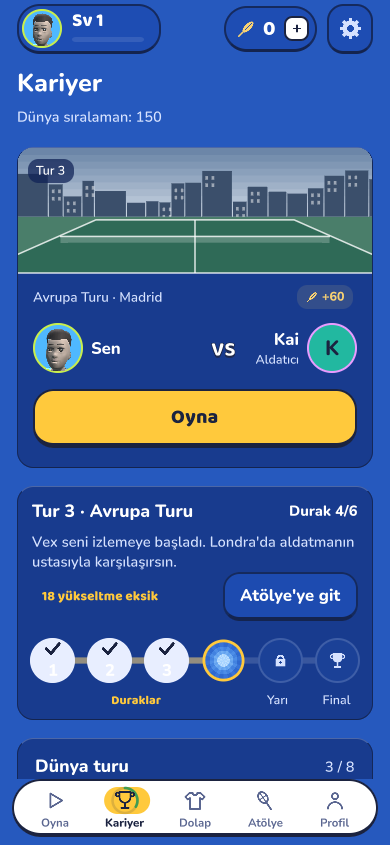 Sv 1
0
+
Kariyer
Dünya sıralaman: 150
Tur 3
Avrupa Turu · Madrid
+60
Sen
VS
Kai
Aldatıcı
K
Oyna
Tur 3 · Avrupa Turu
Durak 4/6
Vex seni izlemeye başladı. Londra'da aldatmanın
ustasıyla karşılaşırsın.
18 yükseltme eksik
Atölye'ye git
1
2
3
Duraklar
Yarı
Final
Dünya turu
3 / 8
Oyna
Kariyer
Dolap
Atölye
Profil